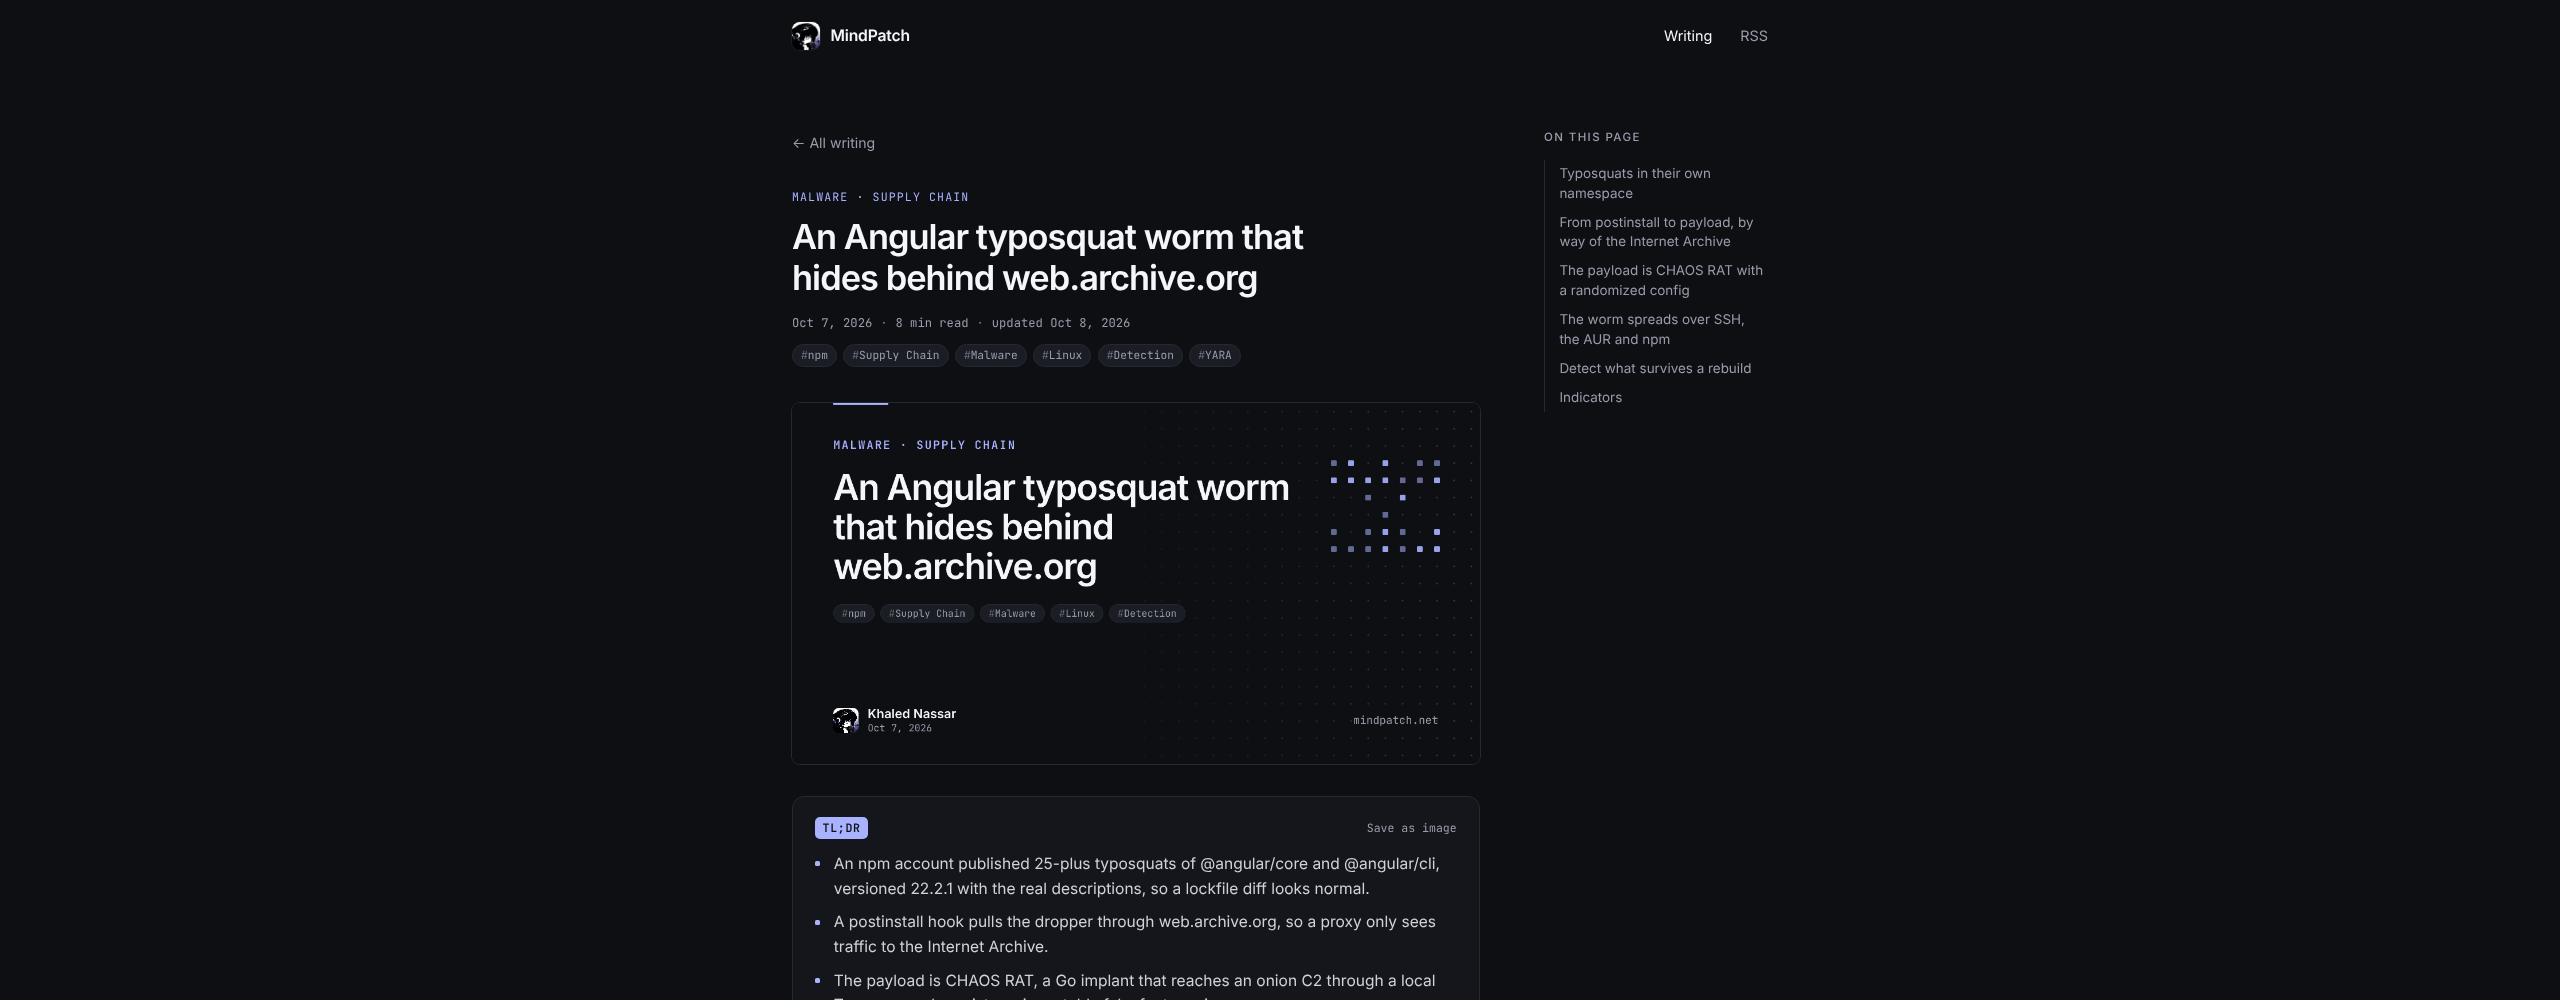 MindPatch
Writing
RSS
← All writing
MALWARE · SUPPLY CHAIN
An Angular typosquat worm that
hides behind web.archive.org
Oct 7, 2026 · 8 min read · updated Oct 8, 2026
#npm #Supply Chain #Malware #Linux #Detection #YARA
MALWARE · SUPPLY CHAIN
An Angular typosquat worm
that hides behind
web.archive.org
#npm #Supply Chain #Malware #Linux #Detection
Khaled Nassar
Oct 7, 2026
mindpatch.net
TL;DR
Save as image
An npm account published 25-plus typosquats of @angular/core and @angular/cli,
versioned 22.2.1 with the real descriptions, so a lockfile diff looks normal.
A postinstall hook pulls the dropper through web.archive.org, so a proxy only sees
traffic to the Internet Archive.
The payload is CHAOS RAT, a Go implant that reaches an onion C2 through a local
ON THIS PAGE
Typosquats in their own
namespace
From postinstall to payload, by
way of the Internet Archive
The payload is CHAOS RAT with
a randomized config
The worm spreads over SSH,
the AUR and npm
Detect what survives a rebuild
Indicators